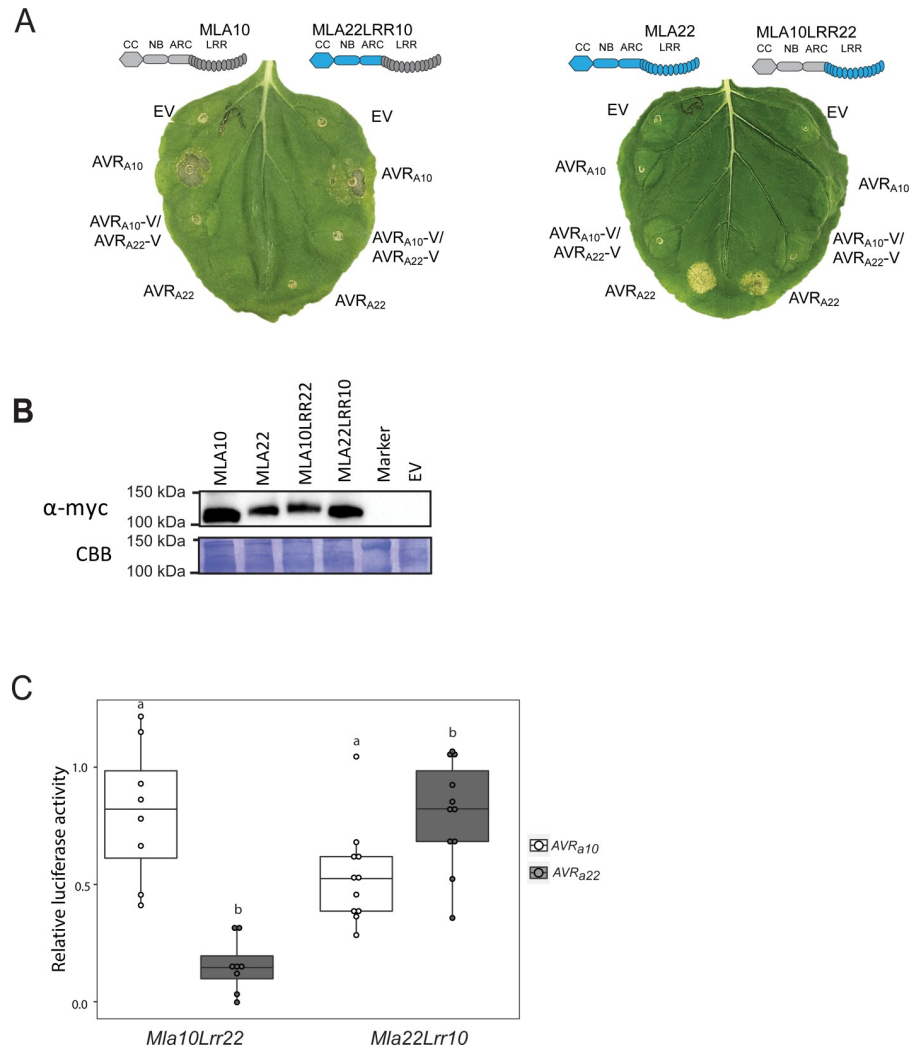 A
MLA10
MLA22LRR10
MLA22
MLA10LRR22
CC NB ARC LRR
CC NB ARC LRR
CC NB ARC LRR
CC NB ARC LRR
EV
EV
EV
EV
AVRA10
AVRA10
AVRA10
AVRA10
AVRA10-V/
AVRA22-V
AVRA10-V/
AVRA22-V
AVRA10-V/
AVRA22-V
AVRA10-V/
AVRA22-V
AVRA22
AVRA22
AVRA22
AVRA22
B
MLA10
MLA22
MLA10LRR22
MLA22LRR10
Marker
EV
α-myc
150 kDa
100 kDa
CBB
150 kDa
100 kDa
C
Relative luciferase activity
1.0
0.5
0.0
a
b
a
b
AVRa10
AVRa22
Mla10Lrr22
Mla22Lrr10